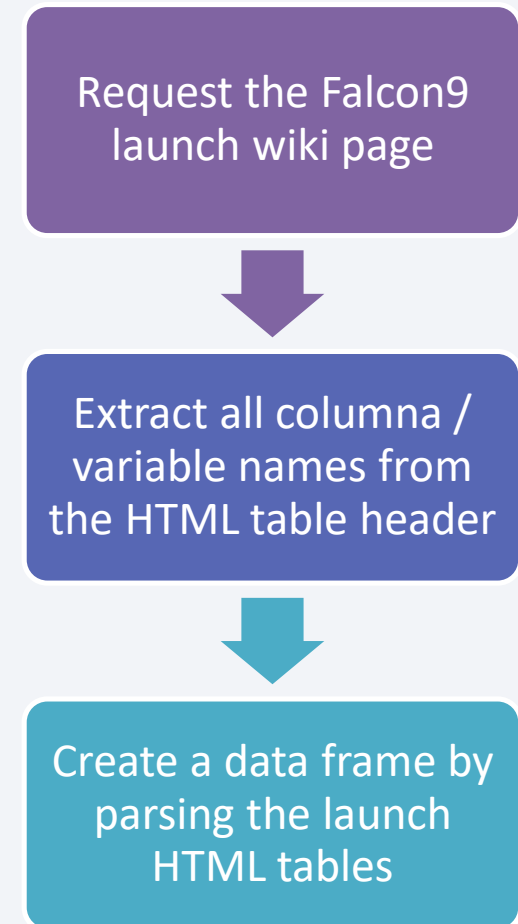 Request the Falcon9
launch wiki page
Extract all columna /
variable names from
the HTML table header
Create a data frame by
parsing the launch
HTML tables